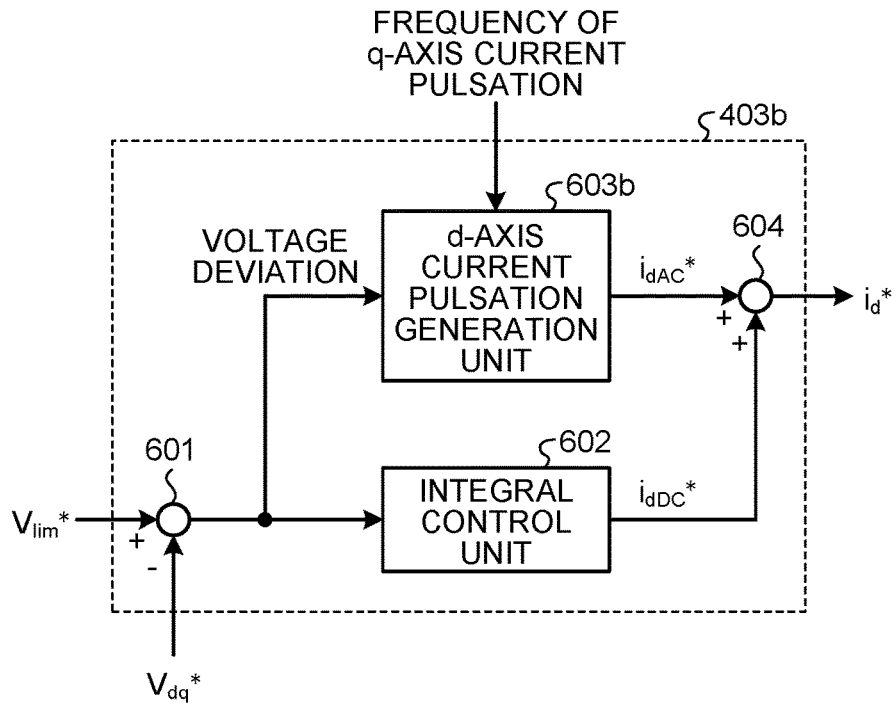 FREQUENCY OF
q-AXIS CURRENT
PULSATION
403b
603b
d-AXIS
CURRENT
PULSATION
GENERATION
UNIT
VOLTAGE
DEVIATION
604
idAC*
+
+
id*
601
602
INTEGRAL
CONTROL
UNIT
idDC*
Vlim*
+
-
Vdq*